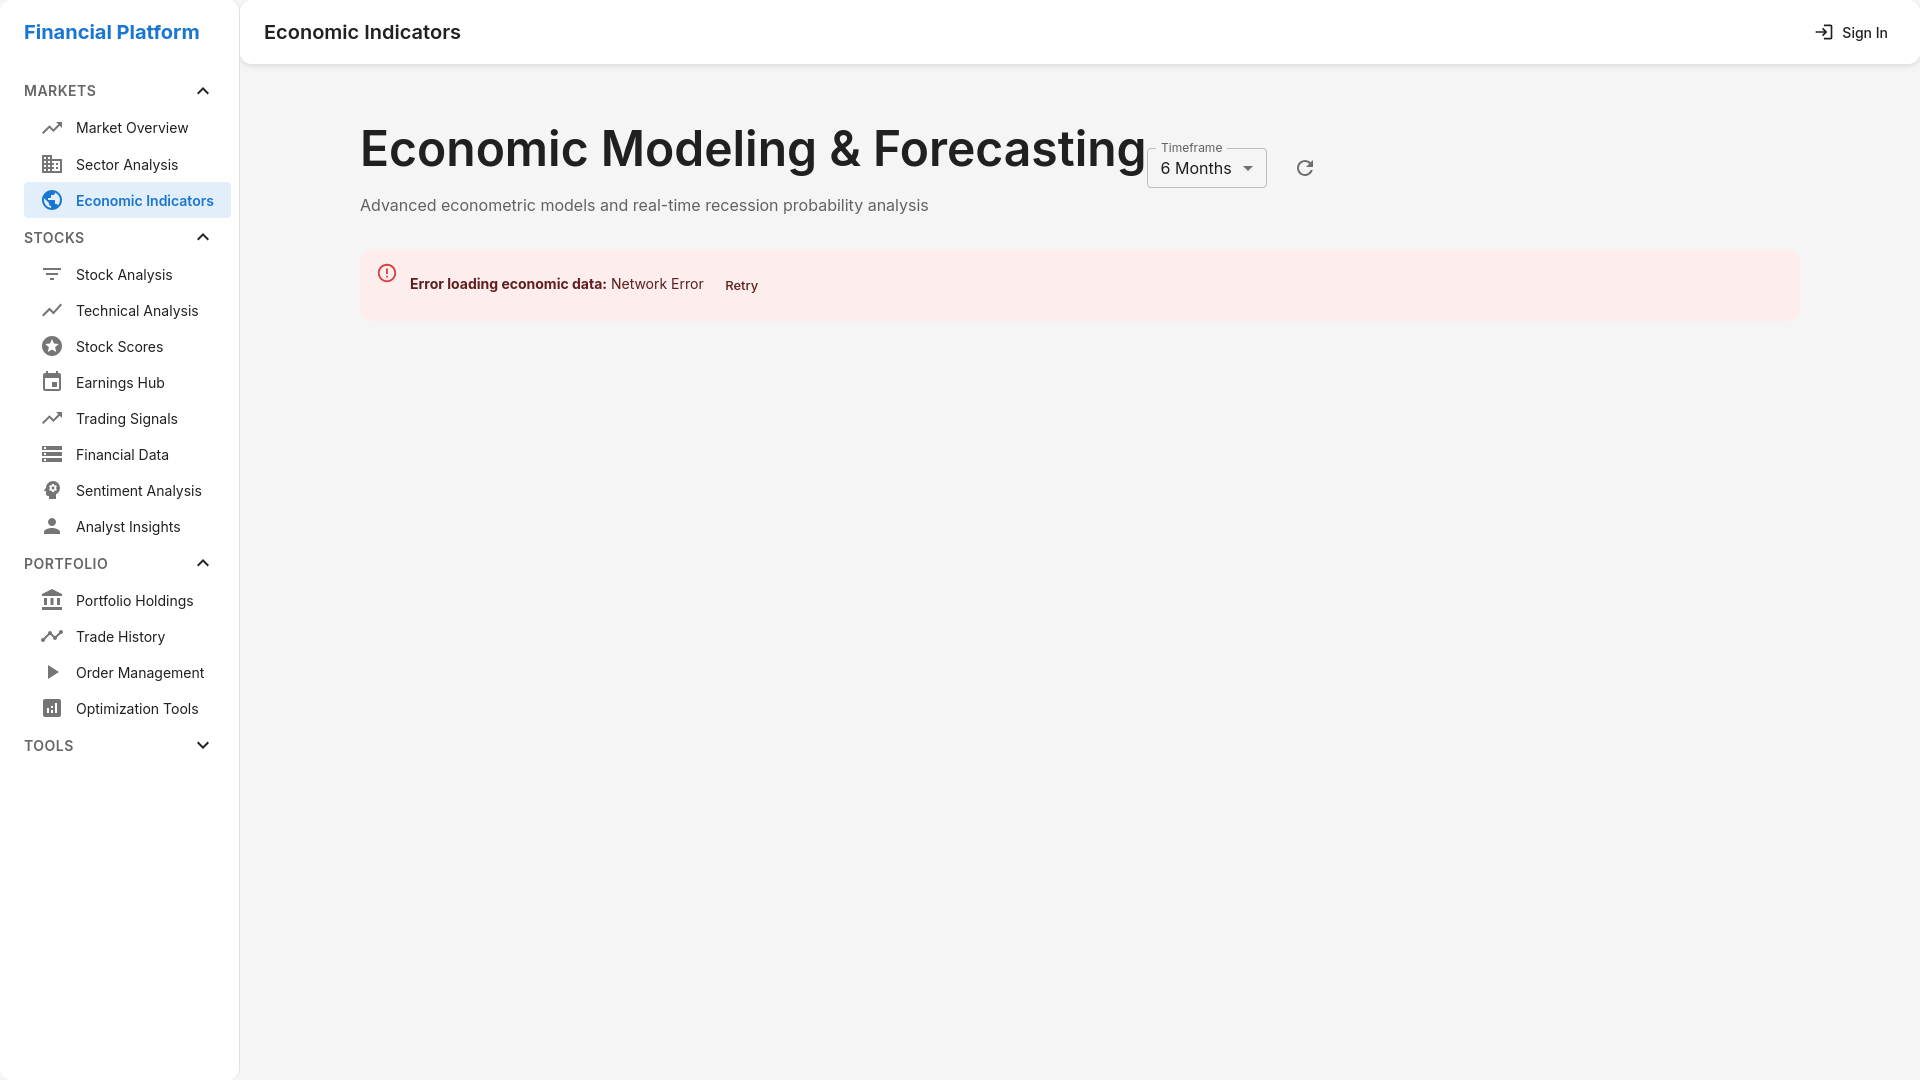 Financial Platform
MARKETS
Market Overview
Sector Analysis
Economic Indicators
STOCKS
Stock Analysis
Technical Analysis
Stock Scores
Earnings Hub
Trading Signals
Financial Data
Sentiment Analysis
Analyst Insights
PORTFOLIO
Portfolio Holdings
Trade History
Order Management
Optimization Tools
TOOLS
Economic Indicators
Sign In
Economic Modeling & Forecasting
Timeframe
6 Months
Advanced econometric models and real-time recession probability analysis
Error loading economic data: Network Error Retry